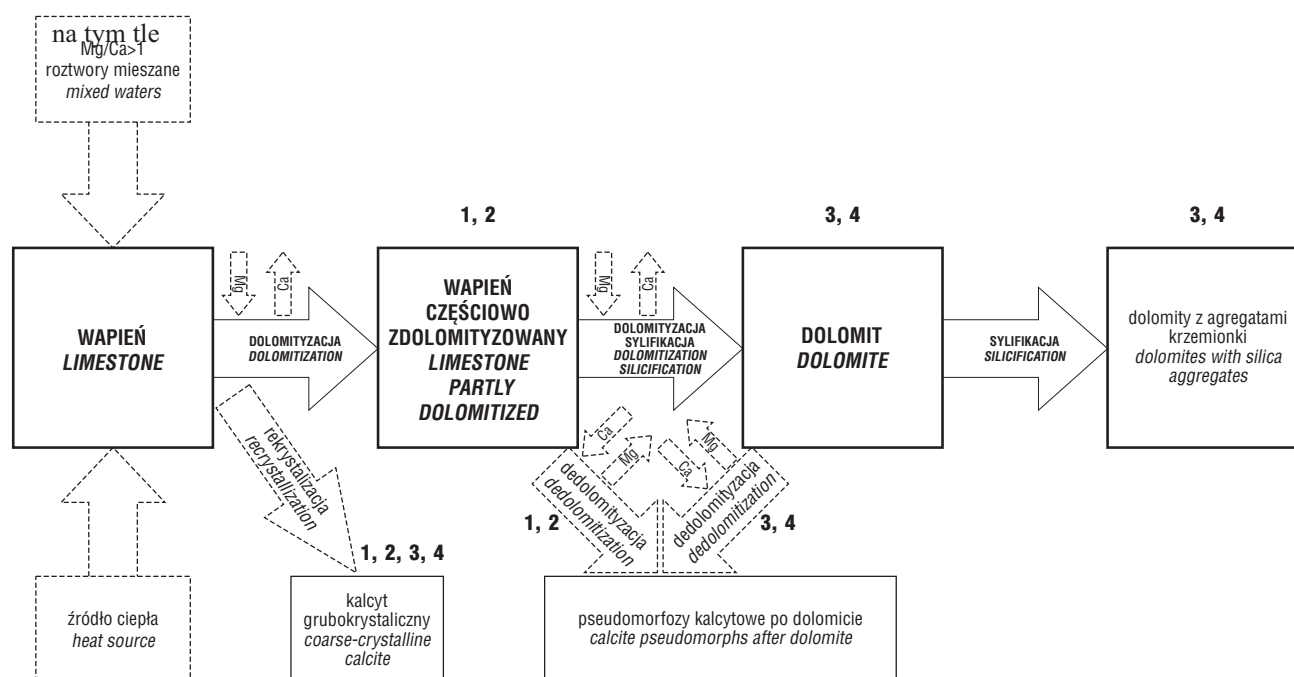 na tym tle
Mg/Ca>1
roztwory mieszane
mixed waters
1, 2
3, 4
3, 4
WAPIEŃ
LIMESTONE
Mg
Ca
DOLOMITYZACJA
DOLOMITIZATION
WAPIEŃ
CZĘŚCIOWO
ZDOLOMITYZOWANY
LIMESTONE
PARTLY
DOLOMITIZED
Mg
Ca
DOLOMITYZACJA
SYLIFIKACJA
DOLOMITIZATION
SILICIFICATION
DOLOMIT
DOLOMITE
SYLIFIKACJA
SILICIFICATION
dolomity z agregatami
krzemionki
dolomites with silica
aggregates
rekrystalizacja
recrystallization
Ca
Mg
dedolomityzacja
dedolomitization
1, 2
Mg
Ca
dedolomityzacja
dedolomitization
3, 4
1, 2, 3, 4
źródło ciepła
heat source
kalcyt
grubokrystaliczny
coarse-crystalline
calcite
pseudomorfozy kalcytowe po dolomicie
calcite pseudomorphs after dolomite